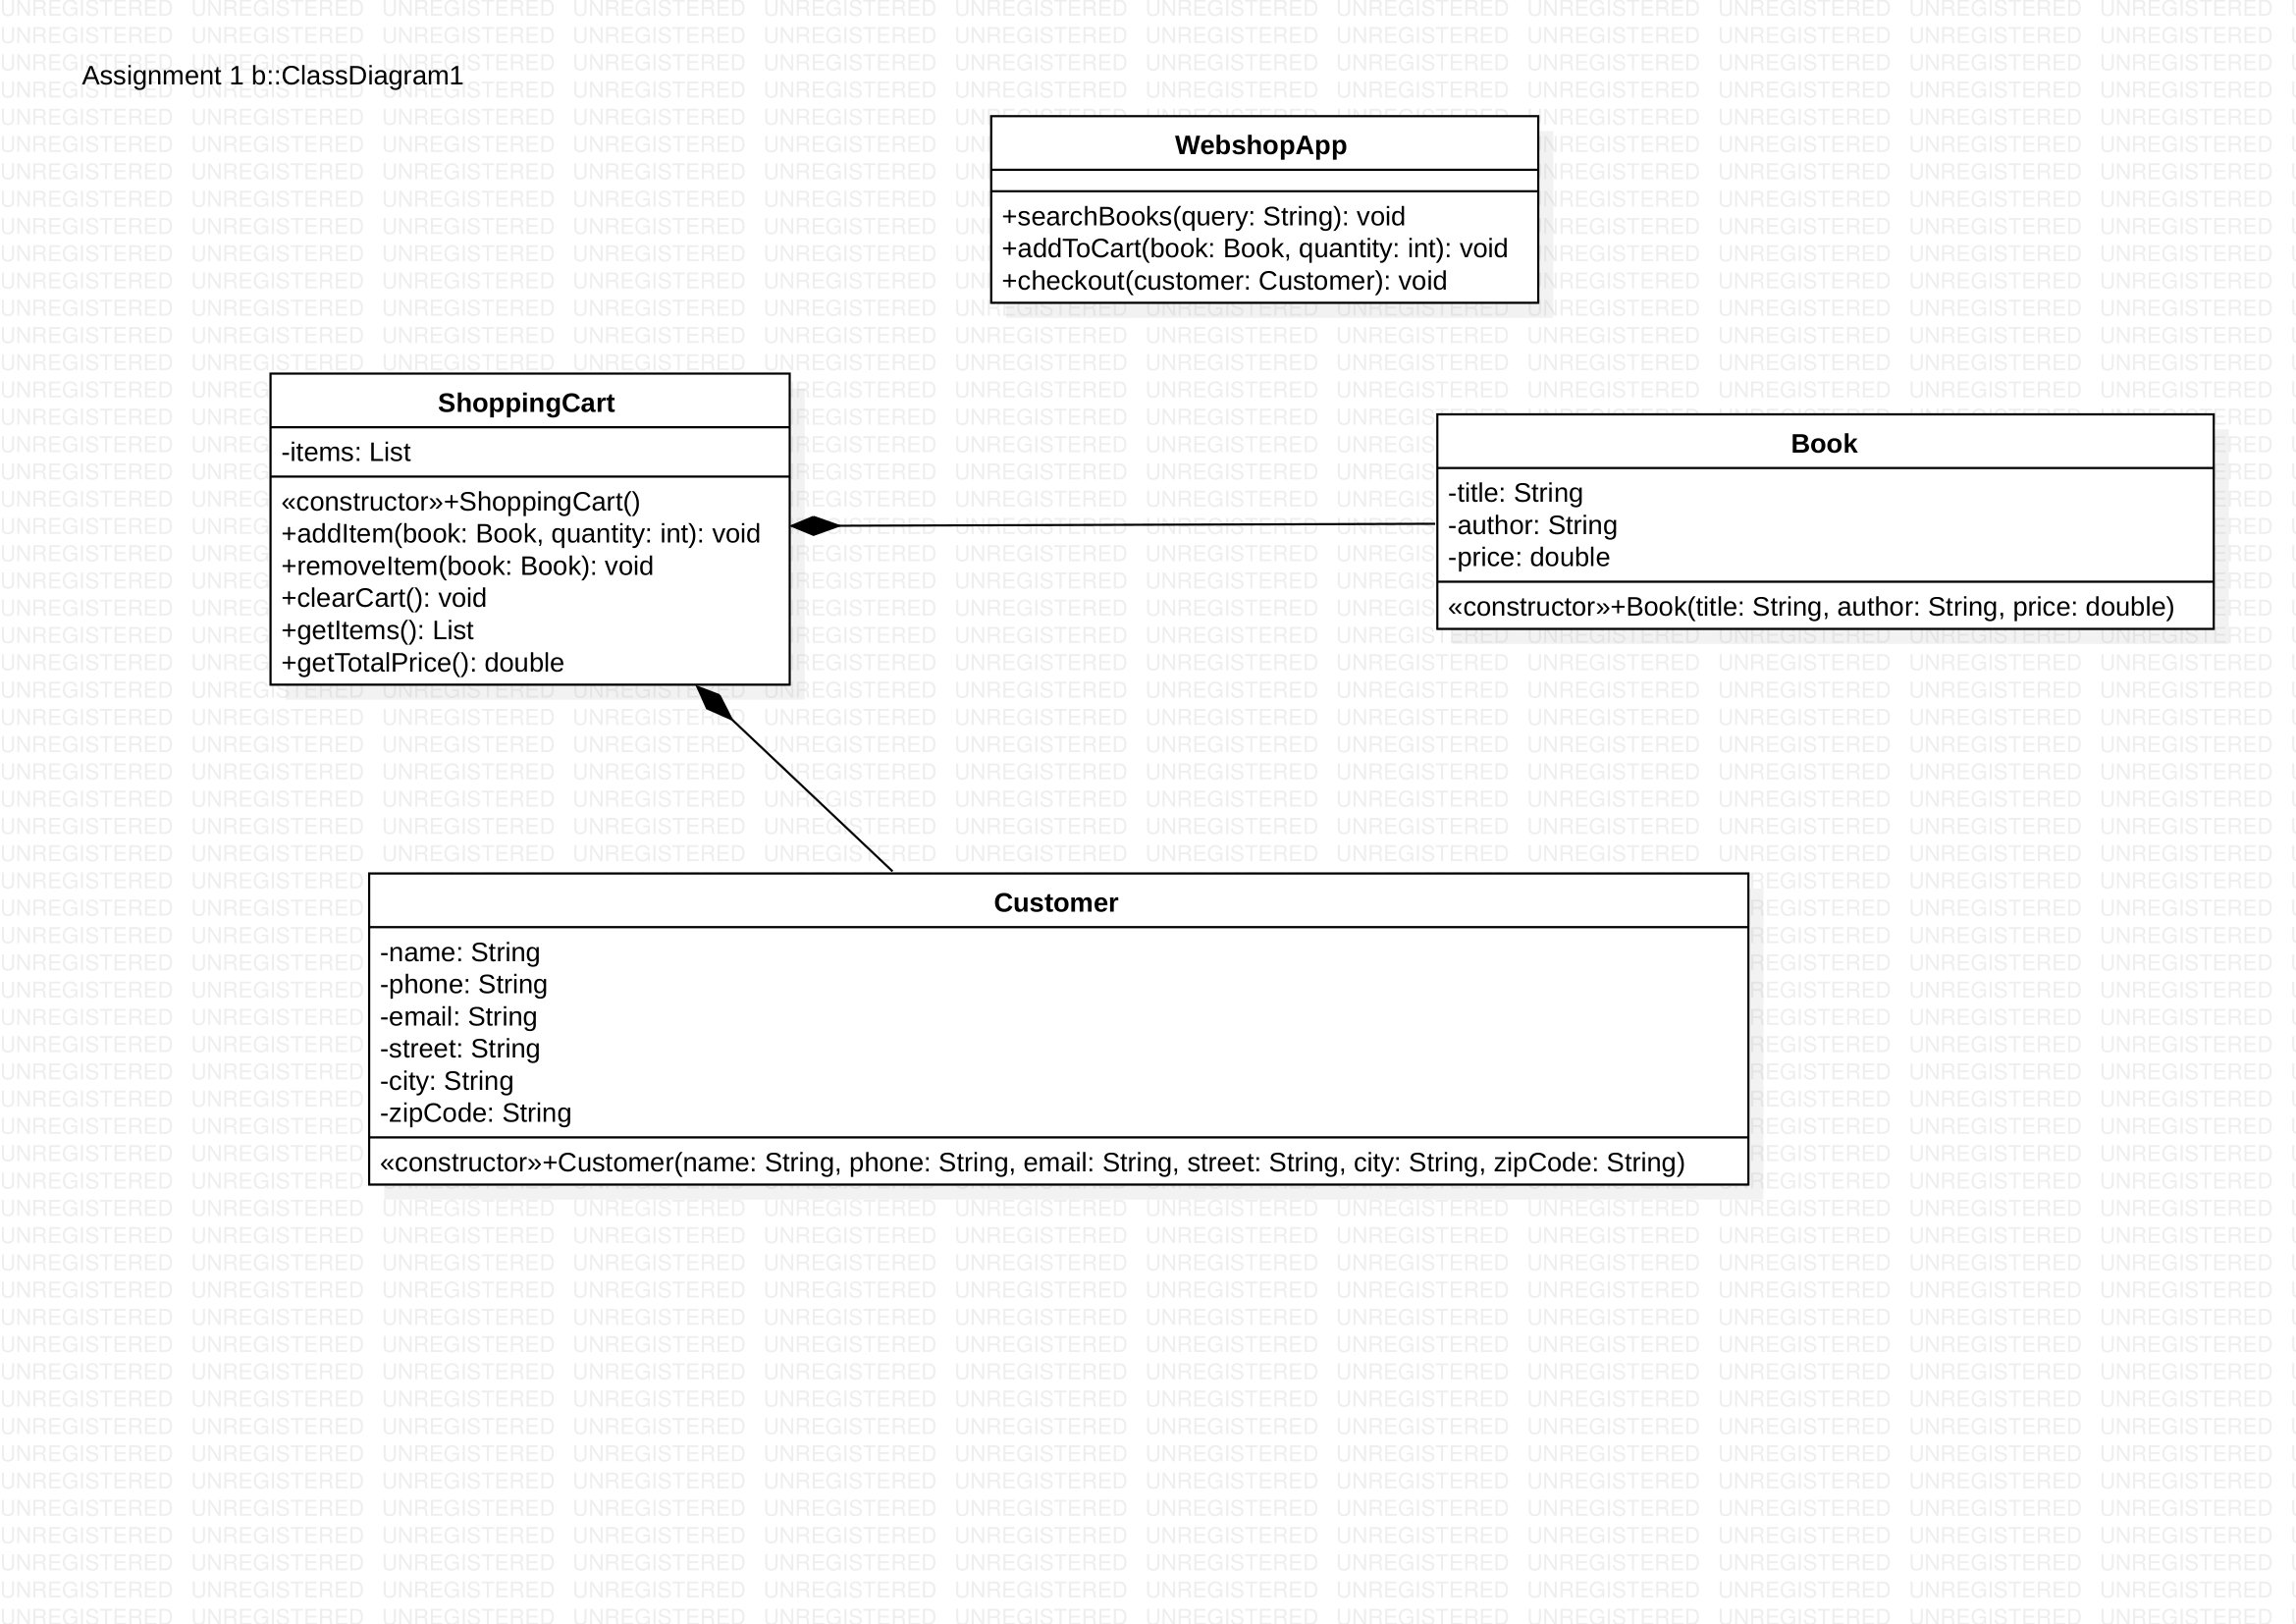 Assignment 1 b::ClassDiagram1
WebshopApp
+searchBooks(query: String): void
+addToCart(book: Book, quantity: int): void
+checkout(customer: Customer): void
ShoppingCart
-items: List
«constructor»+ShoppingCart()
+addItem(book: Book, quantity: int): void
+removeItem(book: Book): void
+clearCart(): void
+getItems(): List
+getTotalPrice(): double
Book
-title: String
-author: String
-price: double
«constructor»+Book(title: String, author: String, price: double)
Customer
-name: String
-phone: String
-email: String
-street: String
-city: String
-zipCode: String
«constructor»+Customer(name: String, phone: String, email: String, street: String, city: String, zipCode: String)
UNREGISTERED